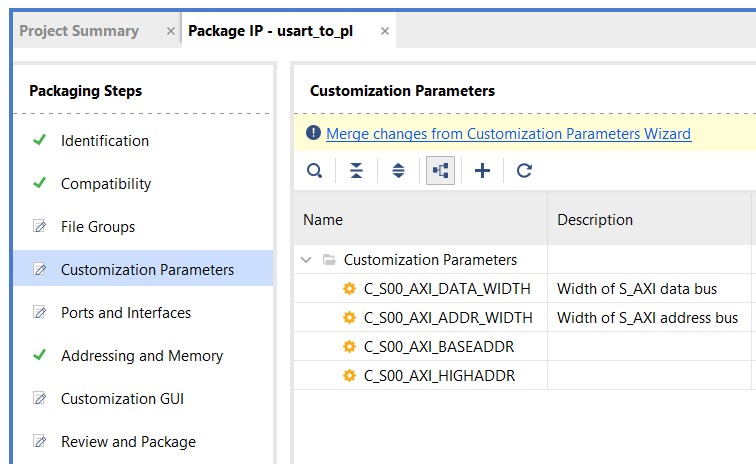 Project Summary × Package IP - usart_to_pl ×
Packaging Steps
Identification
Compatibility
File Groups
Customization Parameters
Ports and Interfaces
Addressing and Memory
Customization GUI
Review and Package
Customization Parameters
Merge changes from Customization Parameters Wizard
Name Description
Customization Parameters
C_S00_AXI_DATA_WIDTH Width of S_AXI data bus
C_S00_AXI_ADDR_WIDTH Width of S_AXI address bus
C_S00_AXI_BASEADDR
C_S00_AXI_HIGHADDR